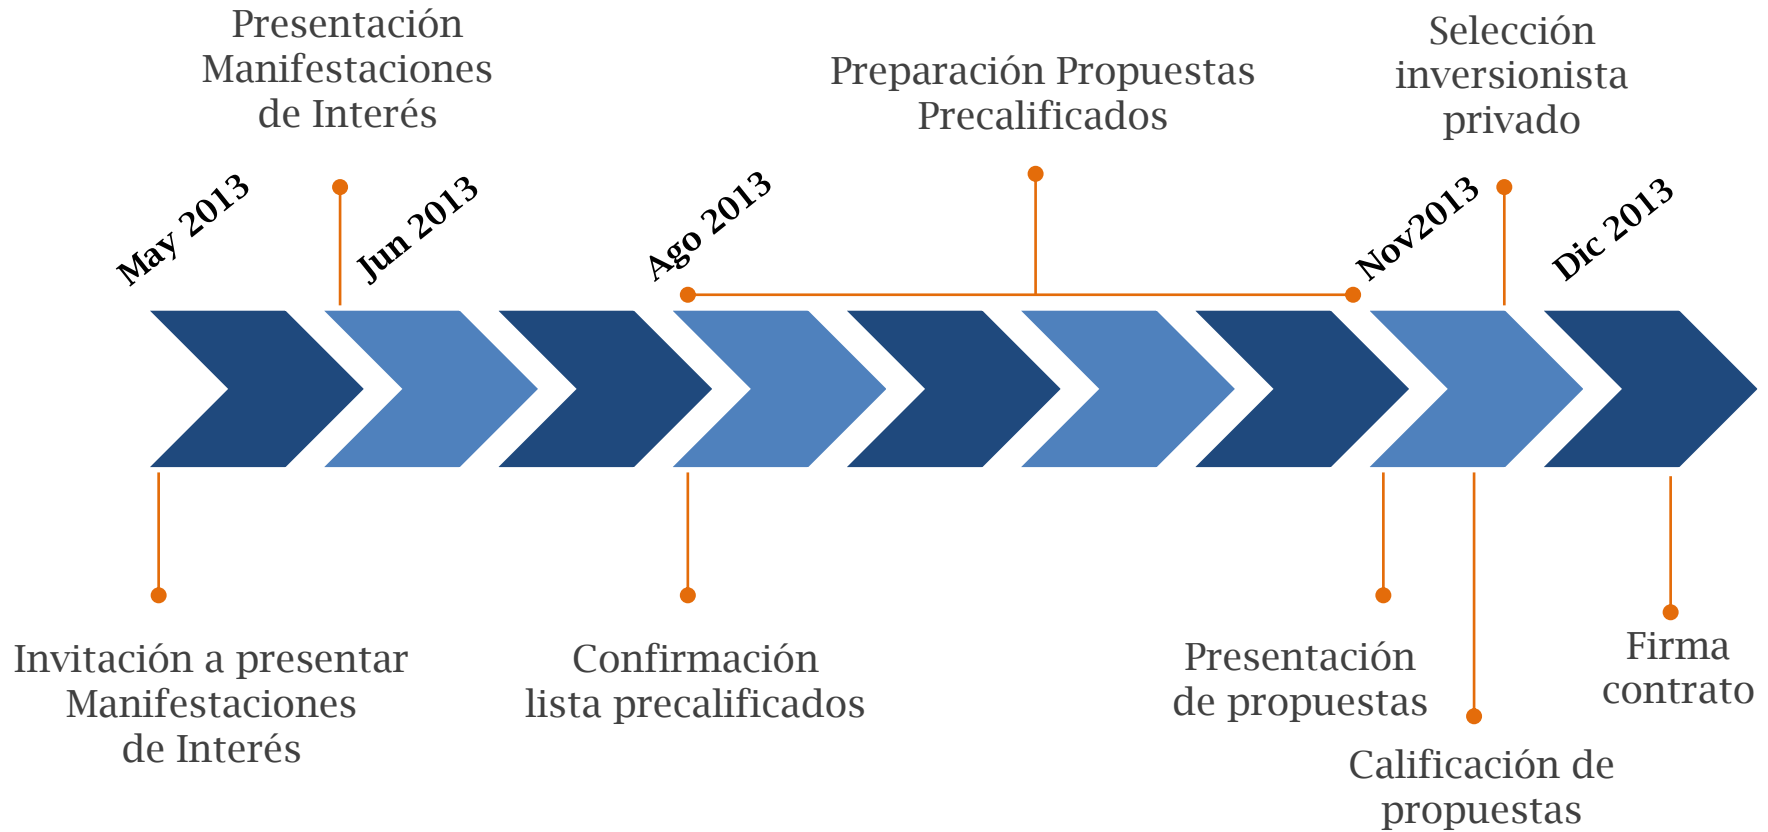 Presentación
Manifestaciones
de Interés
Preparación Propuestas
Precalificados
Selección
inversionista
privado
May 2013
Jun 2013
Ago 2013
Nov2013
Dic 2013
Invitación a presentar
Manifestaciones
de Interés
Confirmación
lista precalificados
Presentación
de propuestas
Calificación de
propuestas
Firma
contrato